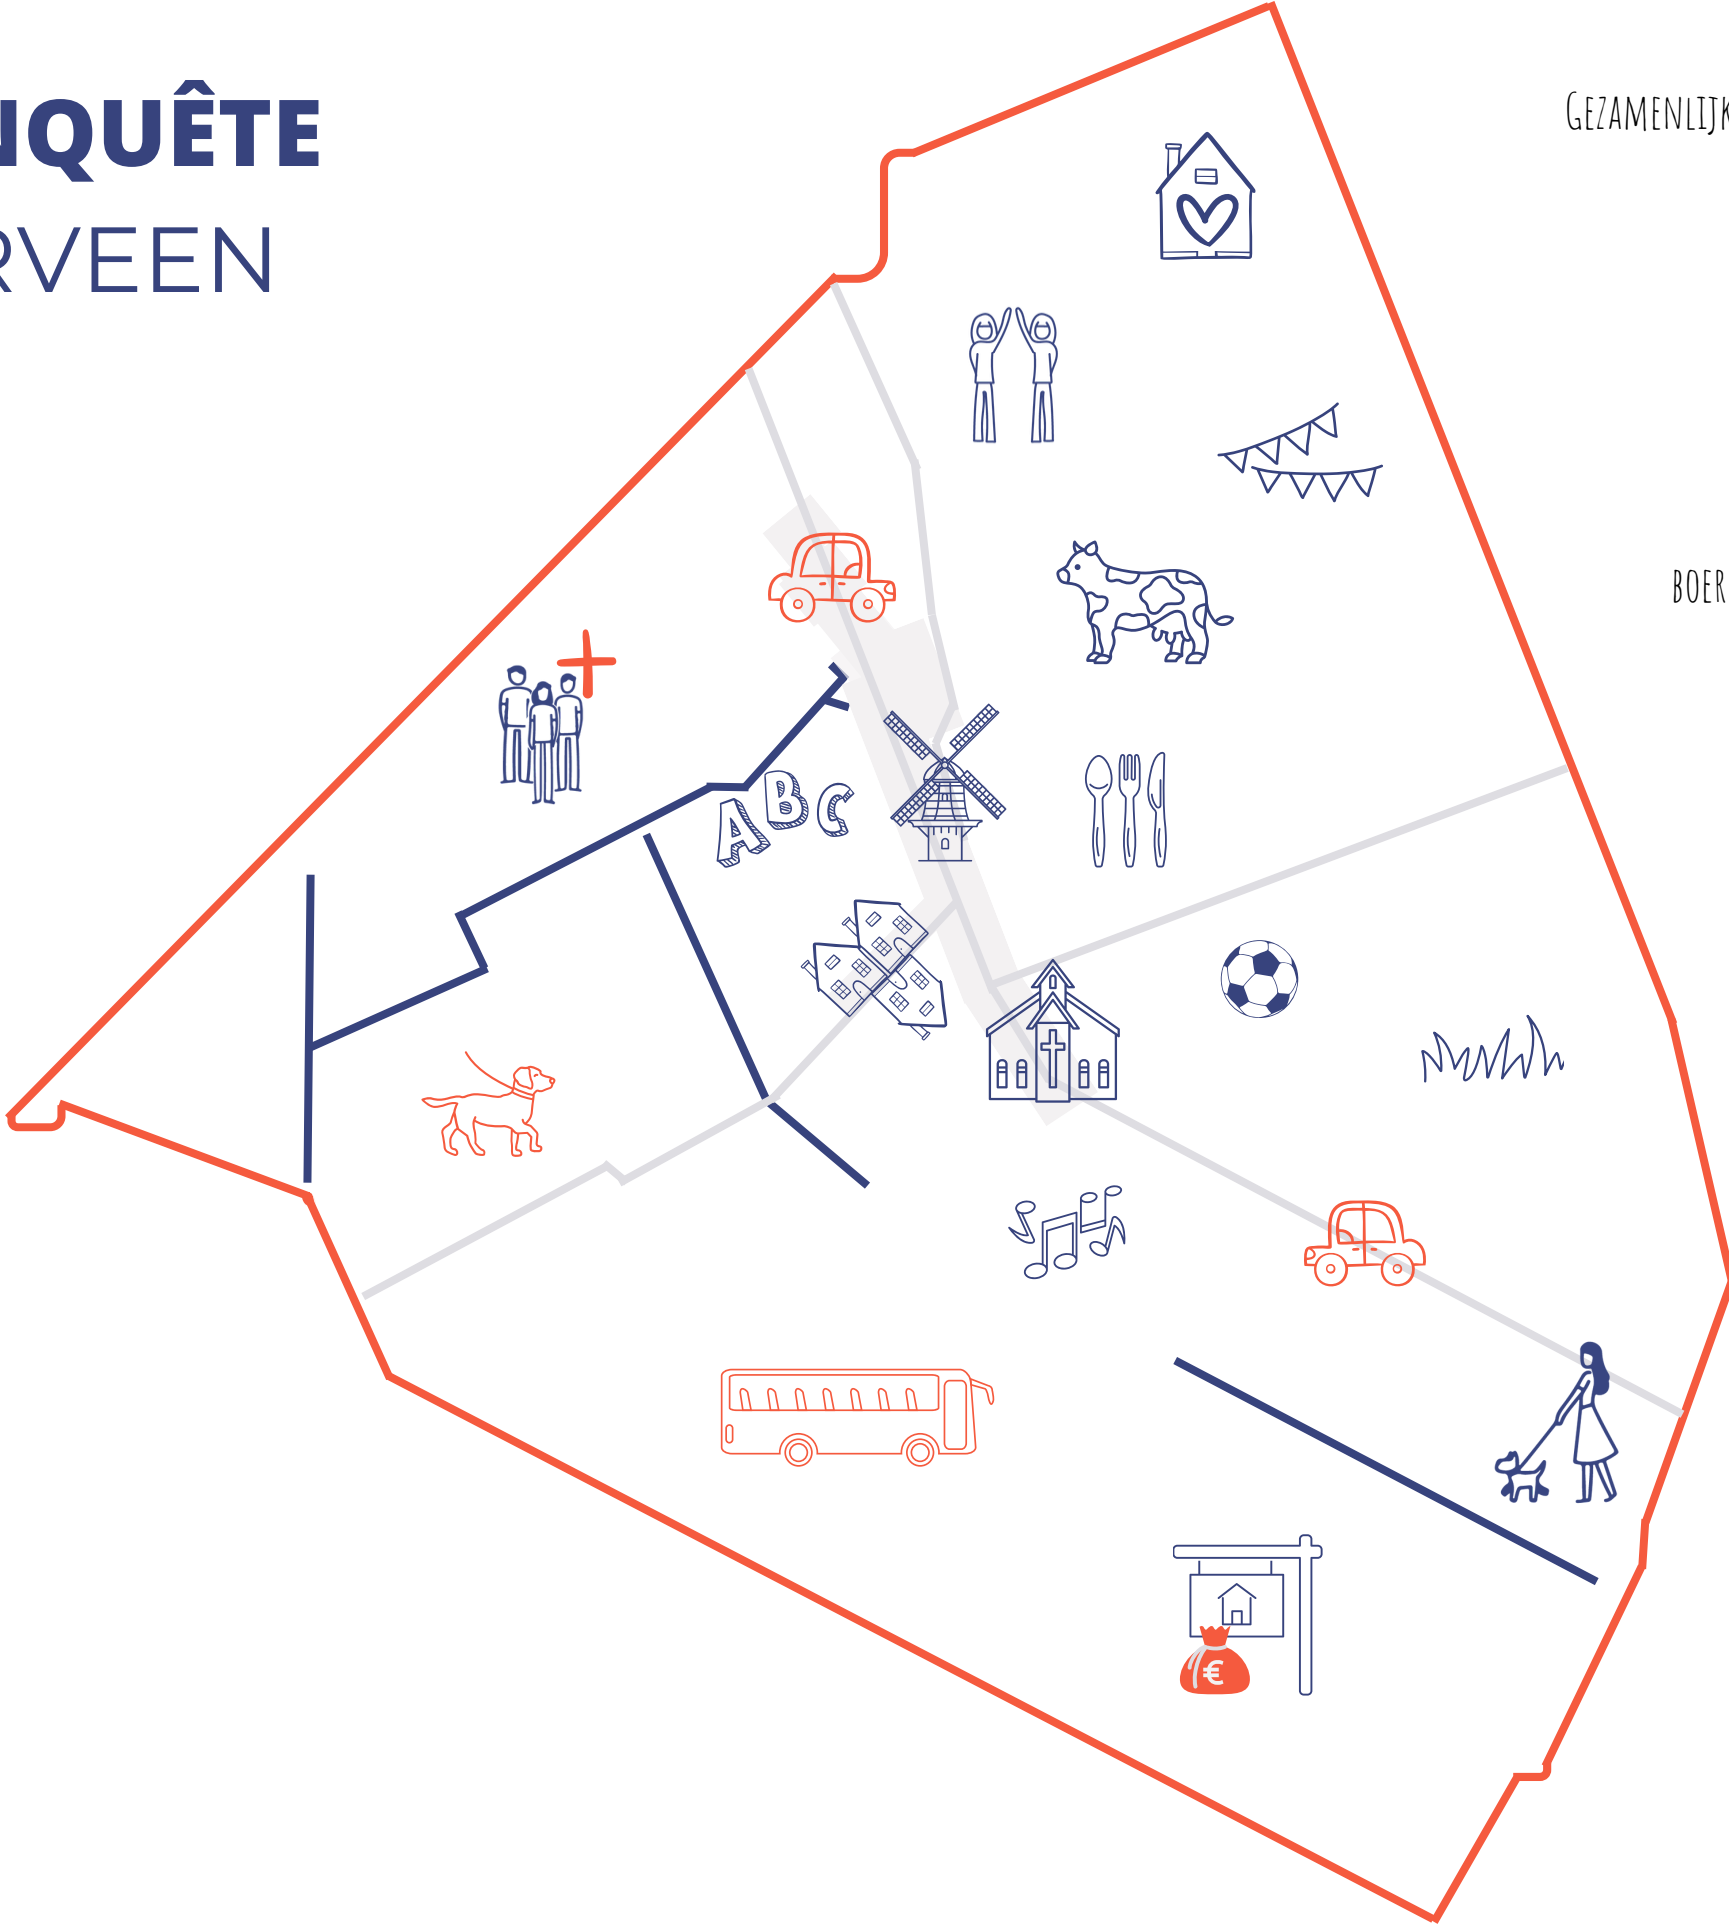 NQUÊTE
RVEEN
GEZAMENLIJK
BOER
ABC
€